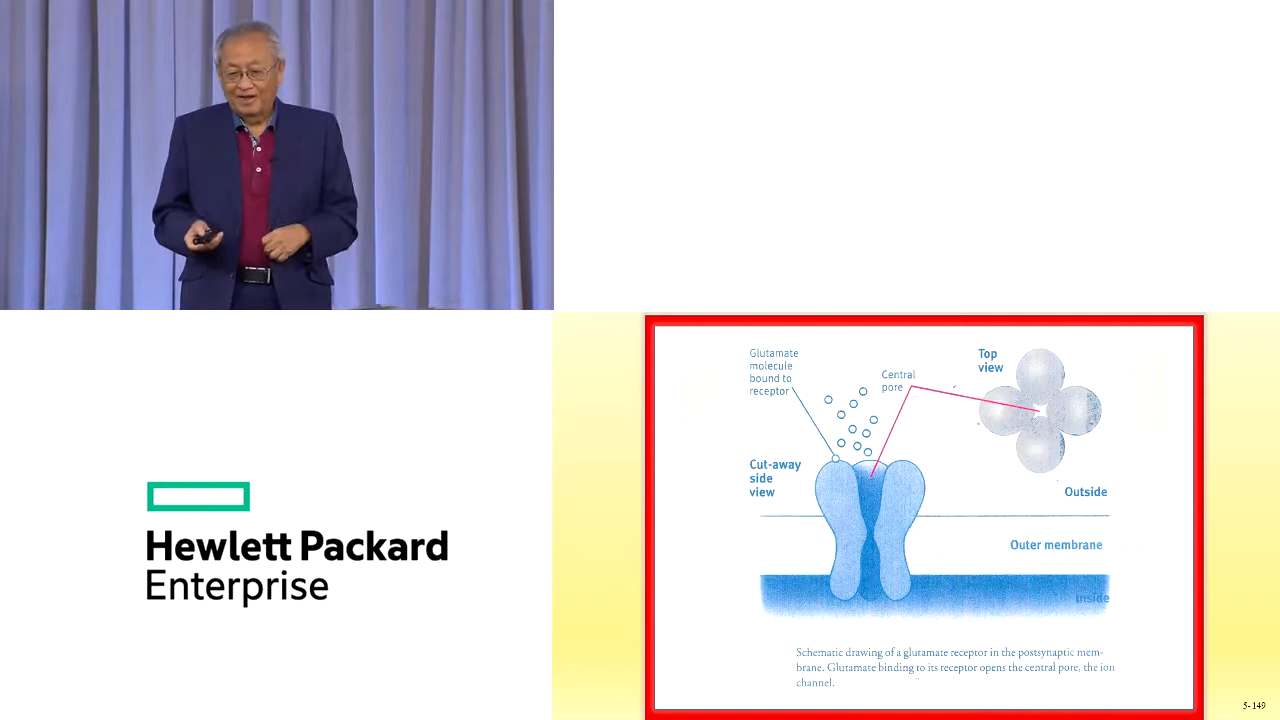 Glutamate
molecule
bound to
receptor
Central
pore
Top
view
Cut-away
side
view
Outside
Outer membrane
Inside
Schematic drawing of a glutamate receptor in the postsynaptic mem-
brane. Glutamate binding to its receptor opens the central pore, the ion
channel.
Hewlett Packard
Enterprise
5-149